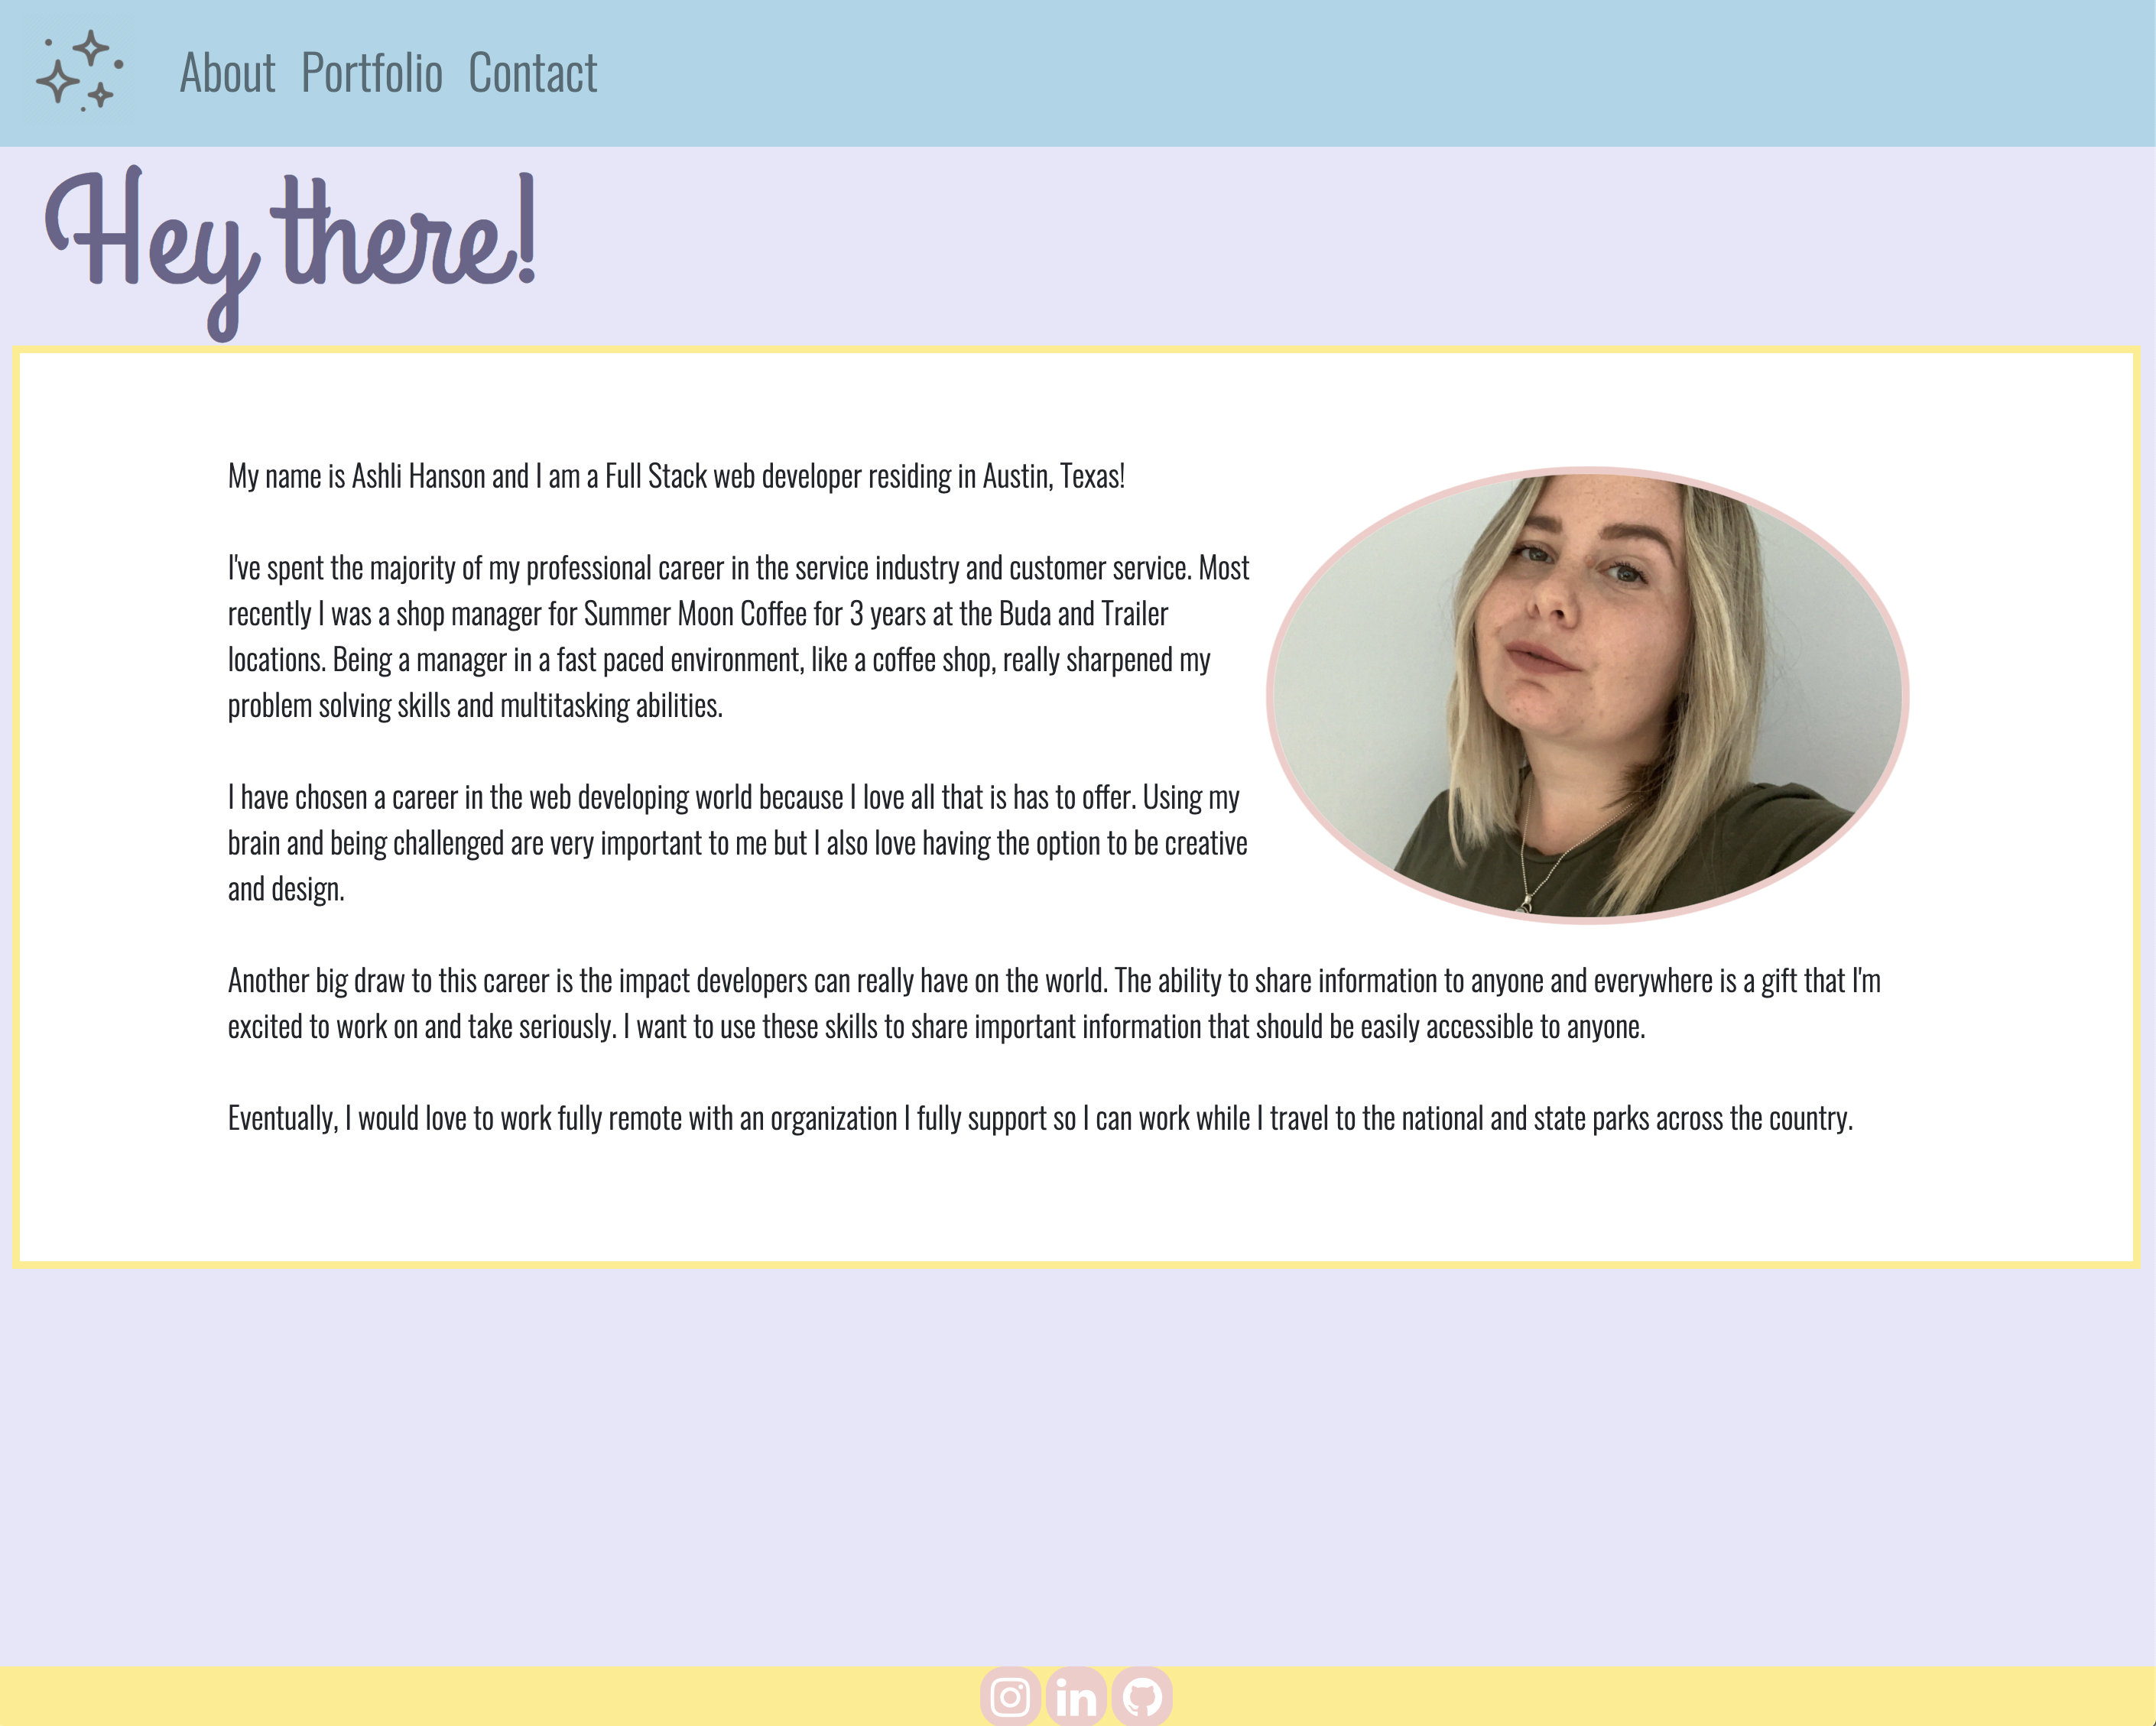 About Portfolio Contact
Hey there!
My name is Ashli Hanson and I am a Full Stack web developer residing in Austin, Texas!
I've spent the majority of my professional career in the service industry and customer service. Most
recently I was a shop manager for Summer Moon Coffee for 3 years at the Buda and Trailer
locations. Being a manager in a fast paced environment, like a coffee shop, really sharpened my
problem solving skills and multitasking abilities.
I have chosen a career in the web developing world because I love all that is has to offer. Using my
brain and being challenged are very important to me but I also love having the option to be creative
and design.
Another big draw to this career is the impact developers can really have on the world. The ability to share information to anyone and everywhere is a gift that I'm
excited to work on and take seriously. I want to use these skills to share important information that should be easily accessible to anyone.
Eventually, I would love to work fully remote with an organization I fully support so I can work while I travel to the national and state parks across the country.
in